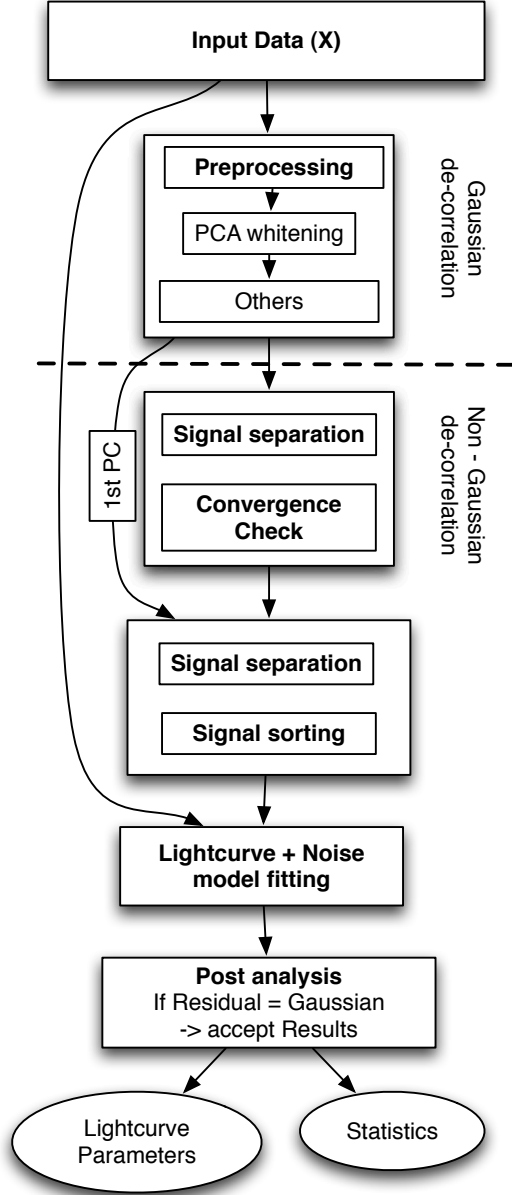 Input Data (X)
Preprocessing
PCA whitening
Others
Gaussian
de-correlation
1st PC
Signal separation
Convergence
Check
Non - Gaussian
de-correlation
Signal separation
Signal sorting
Lightcurve + Noise
model fitting
Post analysis
If Residual = Gaussian
-> accept Results
Lightcurve
Parameters
Statistics